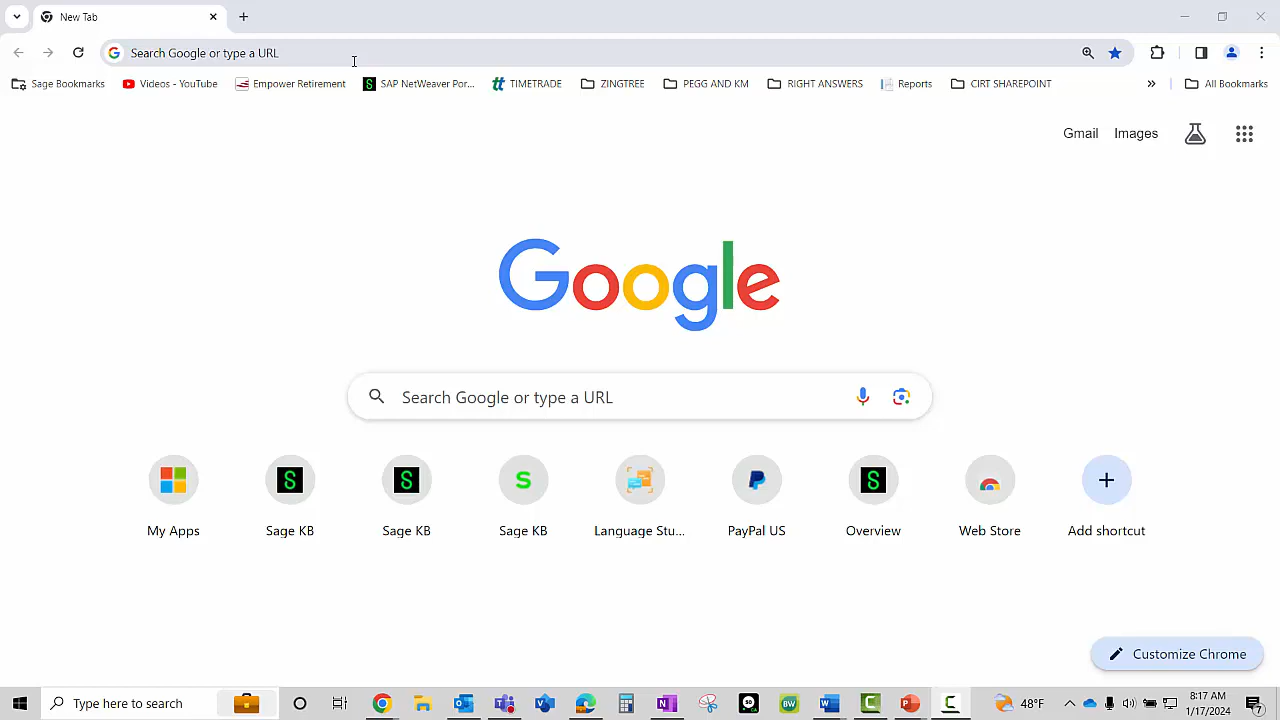 New Tab
Search Google or type a URL
Sage Bookmarks Videos - YouTube Empower Retirement SAP NetWeaver Por... TIMETRADE ZINGTREE PEGG AND KM RIGHT ANSWERS Reports CIRT SHAREPOINT All Bookmarks
Gmail Images
Google
Search Google or type a URL
My Apps Sage KB Sage KB Sage KB Language Stu... PayPal US Overview Web Store Add shortcut
Customize Chrome
Type here to search 48°F 8:17 AM
1/17/2024